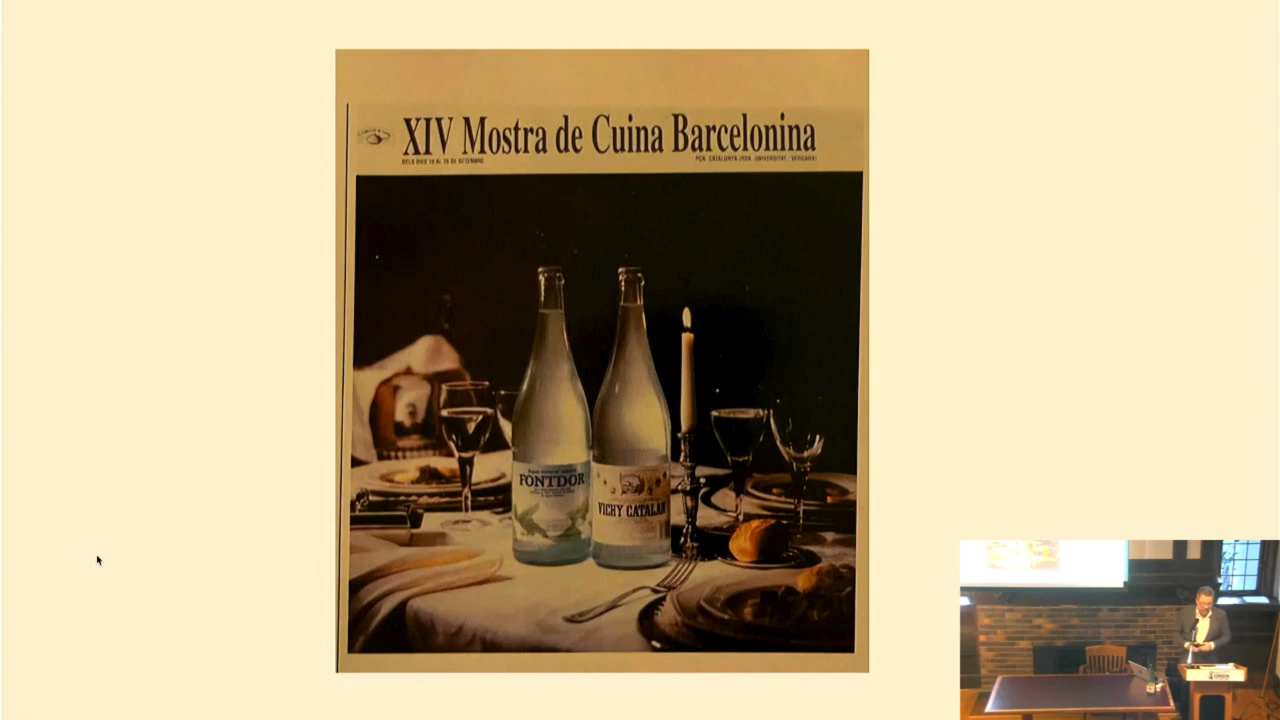 XIV Mostra de Cuina Barcelonina
DELS DIES 18 AL 28 DE SETEMBRE
PÇA. CATALUNYA (RDA. UNIVERSITAT / VERGARA)
FONTDOR
VICHY CATALAN
GREEN